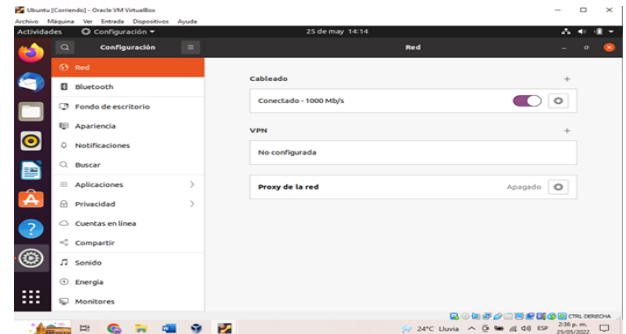 Ubuntu [Corriendo] - Oracle VM VirtualBox
Archivo Máquina Ver Entrada Dispositivos Ayuda
Actividades Configuración 25 de may 14:14
Configuración Red
Red
Bluetooth
Fondo de escritorio
Apariencia
Notificaciones
Buscar
Aplicaciones
Privacidad
Cuentas en línea
Compartir
Sonido
Energía
Monitores
Cableado
Conectado - 1000 Mb/s
VPN
No configurada
Proxy de la red Apagado
CTRL DERECHA
24°C Lluvia ESP 2:36 p. m.
25/05/2022